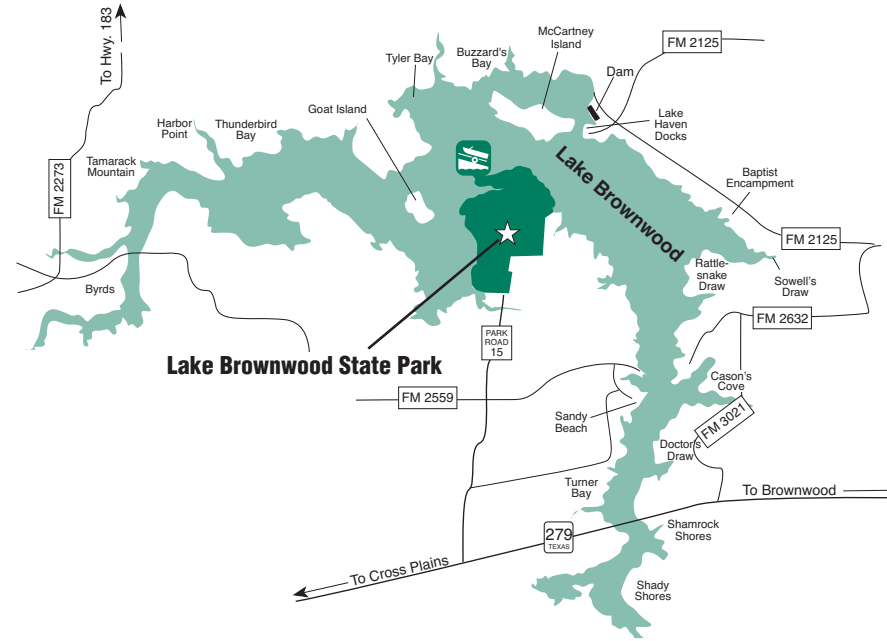 To Hwy. 183
McCartney
Island
FM 2125
Buzzard's
Bay
Tyler Bay
Dam
Goat Island
Lake
Haven
Docks
Harbor
Point
Thunderbird
Bay
Tamarack
Mountain
FM 2273
Lake Brownwood
Baptist
Encampment
FM 2125
Rattle-
snake
Draw
Sowell's
Draw
Byrds
FM 2632
PARK
ROAD
15
Lake Brownwood State Park
Cason's
Cove
FM 2559
FM 3021
Sandy
Beach
Doctor's
Draw
Turner
Bay
To Brownwood
Shamrock
Shores
279
TEXAS
To Cross Plains
Shady
Shores